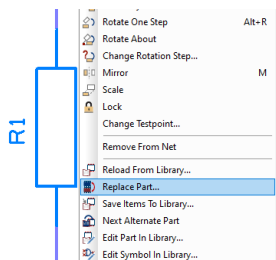 R1
Rotate One Step Alt+R
Rotate About
Change Rotation Step...
Mirror M
Scale
Lock
Change Testpoint...
Remove From Net
Reload From Library...
Replace Part...
Save Items To Library...
Next Alternate Part
Edit Part In Library...
Edit Symbol In Library...